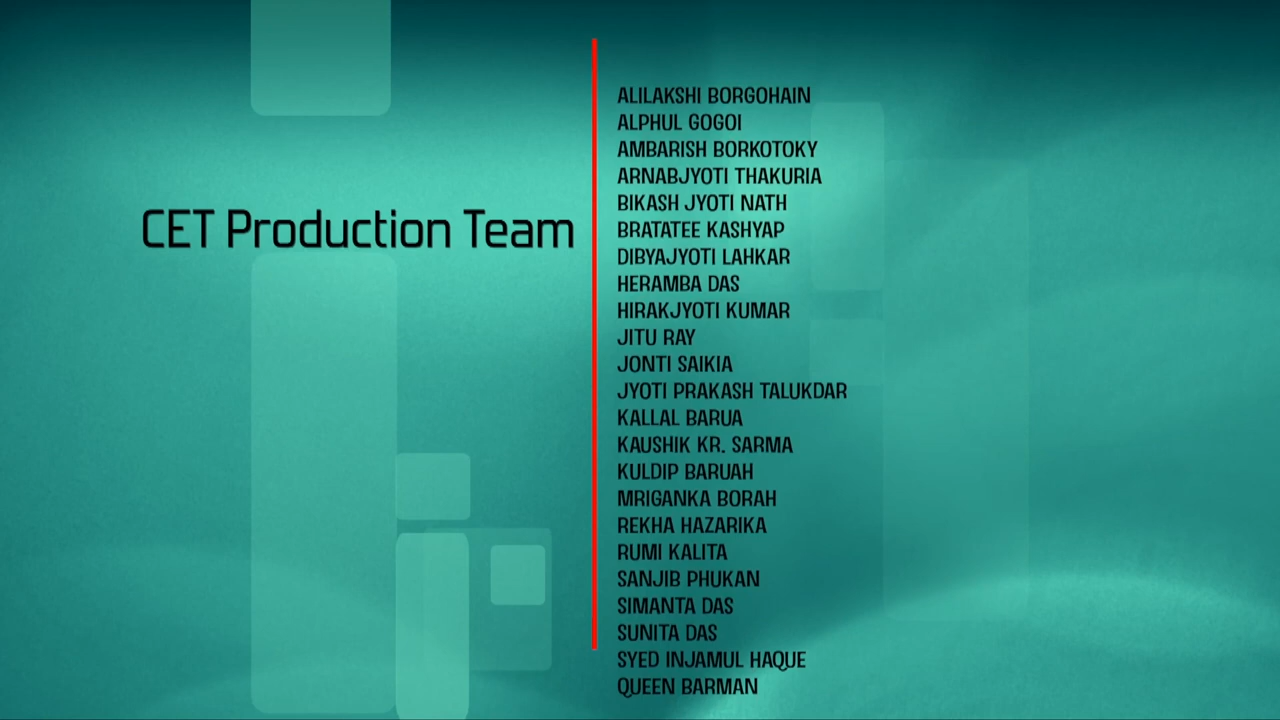 CET Production Team
ALILAKSHI BORGOHAIN
ALPHUL GOGOI
AMBARISH BORKOTOKY
ARNABJYOTI THAKURIA
BIKASH JYOTI NATH
BRATATEE KASHYAP
DIBYAJYOTI LAHKAR
HERAMBA DAS
HIRAKJYOTI KUMAR
JITU RAY
JONTI SAIKIA
JYOTI PRAKASH TALUKDAR
KALLAL BARUA
KAUSHIK KR. SARMA
KULDIP BARUAH
MRIGANKA BORAH
REKHA HAZARIKA
RUMI KALITA
SANJIB PHUKAN
SIMANTA DAS
SUNITA DAS
SYED INJAMUL HAQUE
QUEEN BARMAN